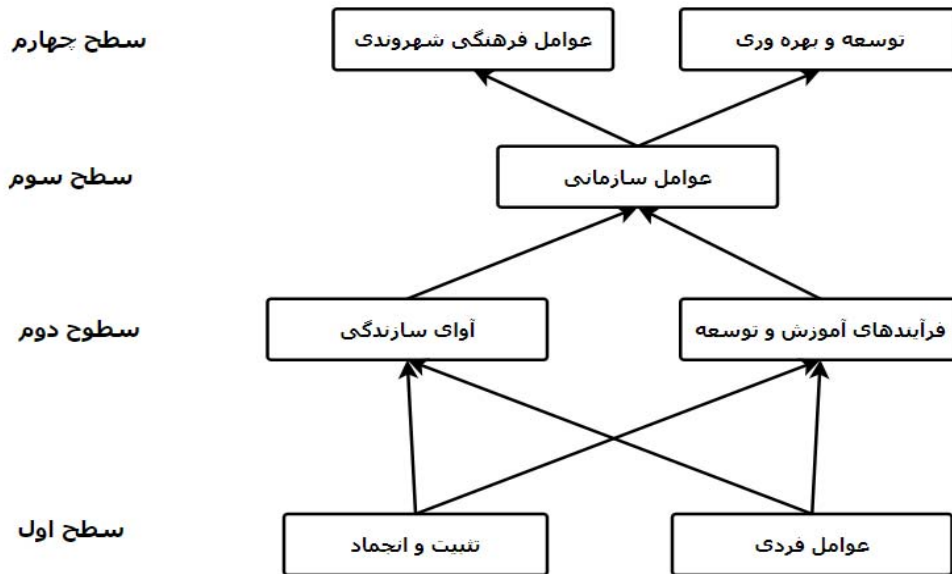 سطح چهارم
عوامل فرهنگی شهروندی
توسعه و بهره وری
سطح سوم
عوامل سازمانی
سطوح دوم
آوای سازندگی
فرآیندهای آموزش و توسعه
سطح اول
تثبیت و انجماد
عوامل فردی